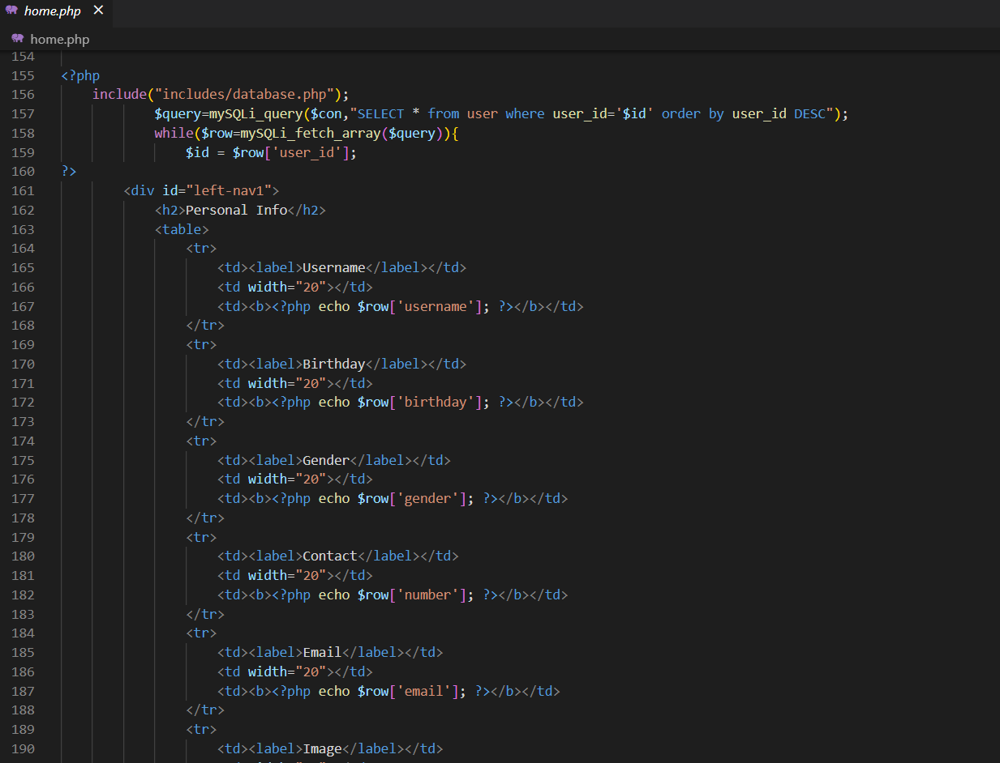 home.php ×
home.php
154
155 <?php
156     include("includes/database.php");
157             $query=mySQLi_query($con,"SELECT * from user where user_id='$id' order by user_id DESC");
158             while($row=mySQLi_fetch_array($query)){
159                 $id = $row['user_id'];
160 ?>
161         <div id="left-nav1">
162             <h2>Personal Info</h2>
163             <table>
164                 <tr>
165                     <td><label>Username</label></td>
166                     <td width="20"></td>
167                     <td><b><?php echo $row['username']; ?></b></td>
168                 </tr>
169                 <tr>
170                     <td><label>Birthday</label></td>
171                     <td width="20"></td>
172                     <td><b><?php echo $row['birthday']; ?></b></td>
173                 </tr>
174                 <tr>
175                     <td><label>Gender</label></td>
176                     <td width="20"></td>
177                     <td><b><?php echo $row['gender']; ?></b></td>
178                 </tr>
179                 <tr>
180                     <td><label>Contact</label></td>
181                     <td width="20"></td>
182                     <td><b><?php echo $row['number']; ?></b></td>
183                 </tr>
184                 <tr>
185                     <td><label>Email</label></td>
186                     <td width="20"></td>
187                     <td><b><?php echo $row['email']; ?></b></td>
188                 </tr>
189                 <tr>
190                     <td><label>Image</label></td>